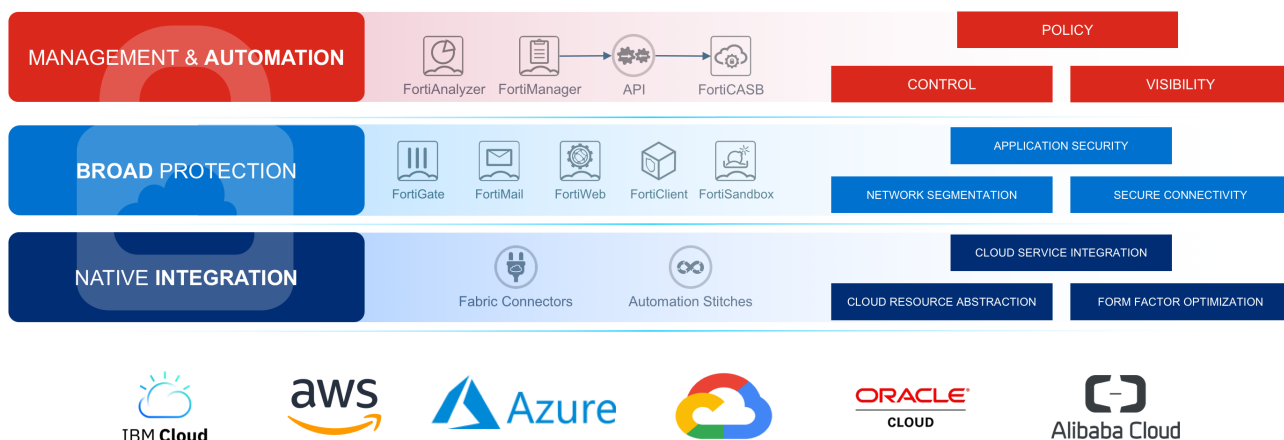 MANAGEMENT & AUTOMATION
FortiAnalyzer
FortiManager
API
FortiCASB
POLICY
CONTROL
VISIBILITY
BROAD PROTECTION
FortiGate
FortiMail
FortiWeb
FortiClient
FortiSandbox
APPLICATION SECURITY
NETWORK SEGMENTATION
SECURE CONNECTIVITY
NATIVE INTEGRATION
Fabric Connectors
Automation Stitches
CLOUD SERVICE INTEGRATION
CLOUD RESOURCE ABSTRACTION
FORM FACTOR OPTIMIZATION
IBM Cloud
aws
Azure
ORACLE®
CLOUD
Alibaba Cloud